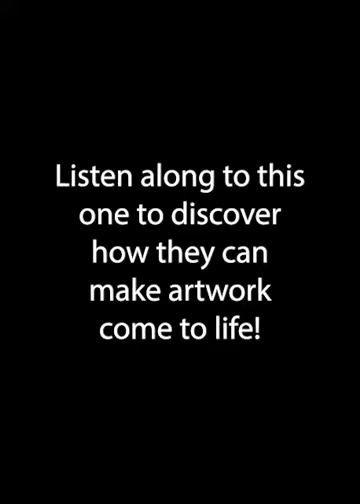 Listen along to this
one to discover
how they can
make artwork
come to life!